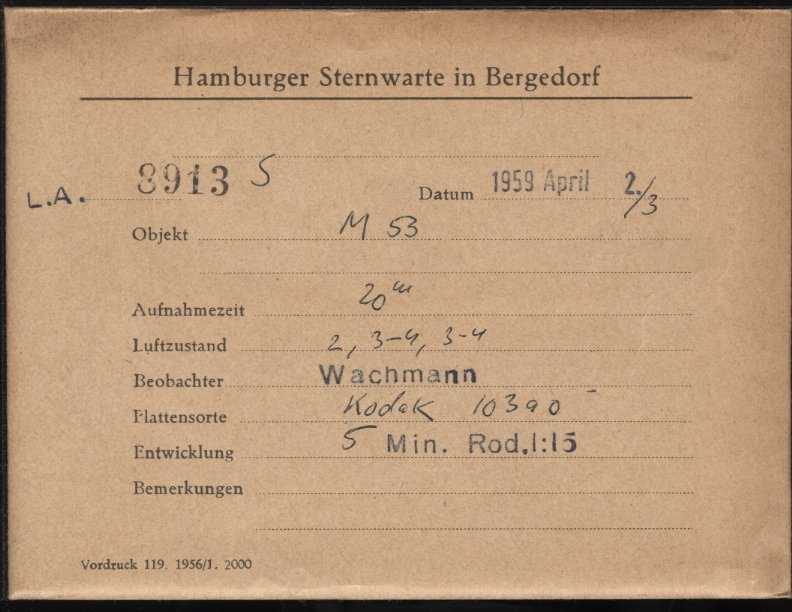 Hamburger Sternwarte in Bergedorf
L.A. 8913 S Datum 1959 April 2./3
Objekt M 53
Aufnahmezeit 20ᵐ
Luftzustand 2, 3-4, 3-4
Beobachter Wachmann
Plattensorte Kodak 103a0
Entwicklung 5 Min. Rod.1:15
Bemerkungen
Vordruck 119. 1956/1. 2000